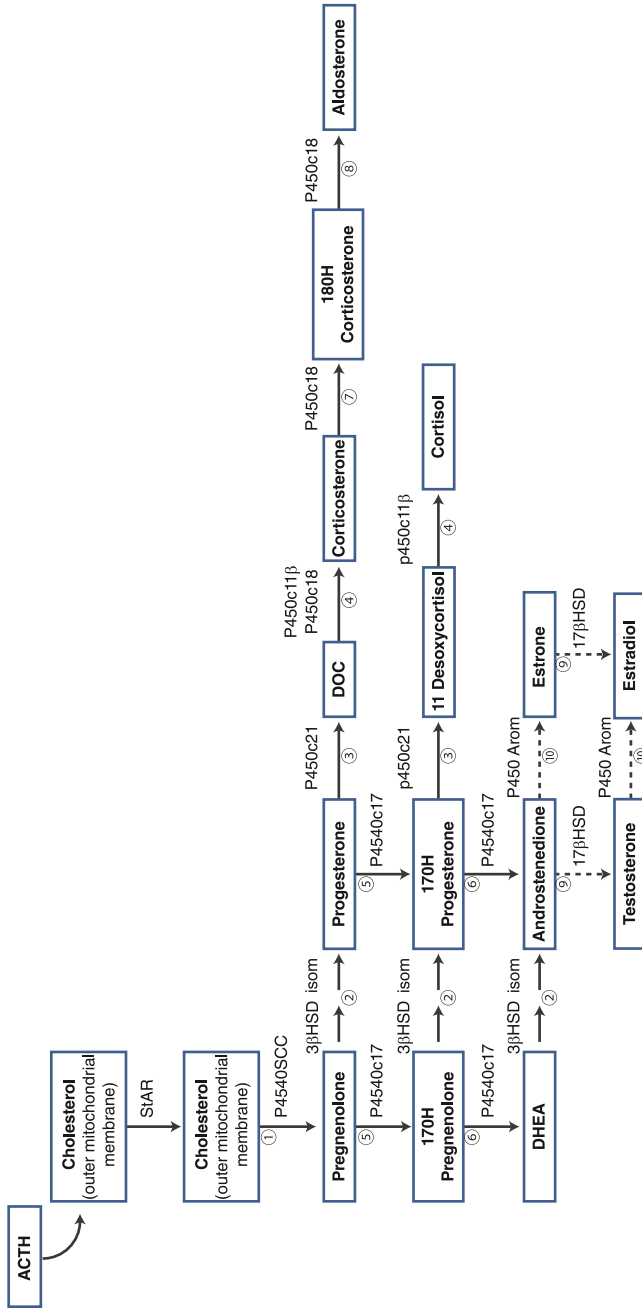 ACTH
Cholesterol
(outer mitochondrial
membrane)
StAR
Cholesterol
(outer mitochondrial
membrane)
① P4540SCC
Pregnenolone
3βHSD isom
②
Progesterone
P450c21
③
DOC
P450c11β
P450c18
④
Corticosterone
P450c18
⑦
180H
Corticosterone
P450c18
⑧
Aldosterone
⑤ P4540c17
⑤ P4540c17
170H
Pregnenolone
3βHSD isom
②
170H
Progesterone
p450c21
③
11 Desoxycortisol
p450c11β
④
Cortisol
⑥ P4540c17
⑥ P4540c17
DHEA
3βHSD isom
②
Androstenedione
P450 Arom
⑩
Estrone
⑨ 17βHSD
⑨ 17βHSD
Testosterone
P450 Arom
⑩
Estradiol